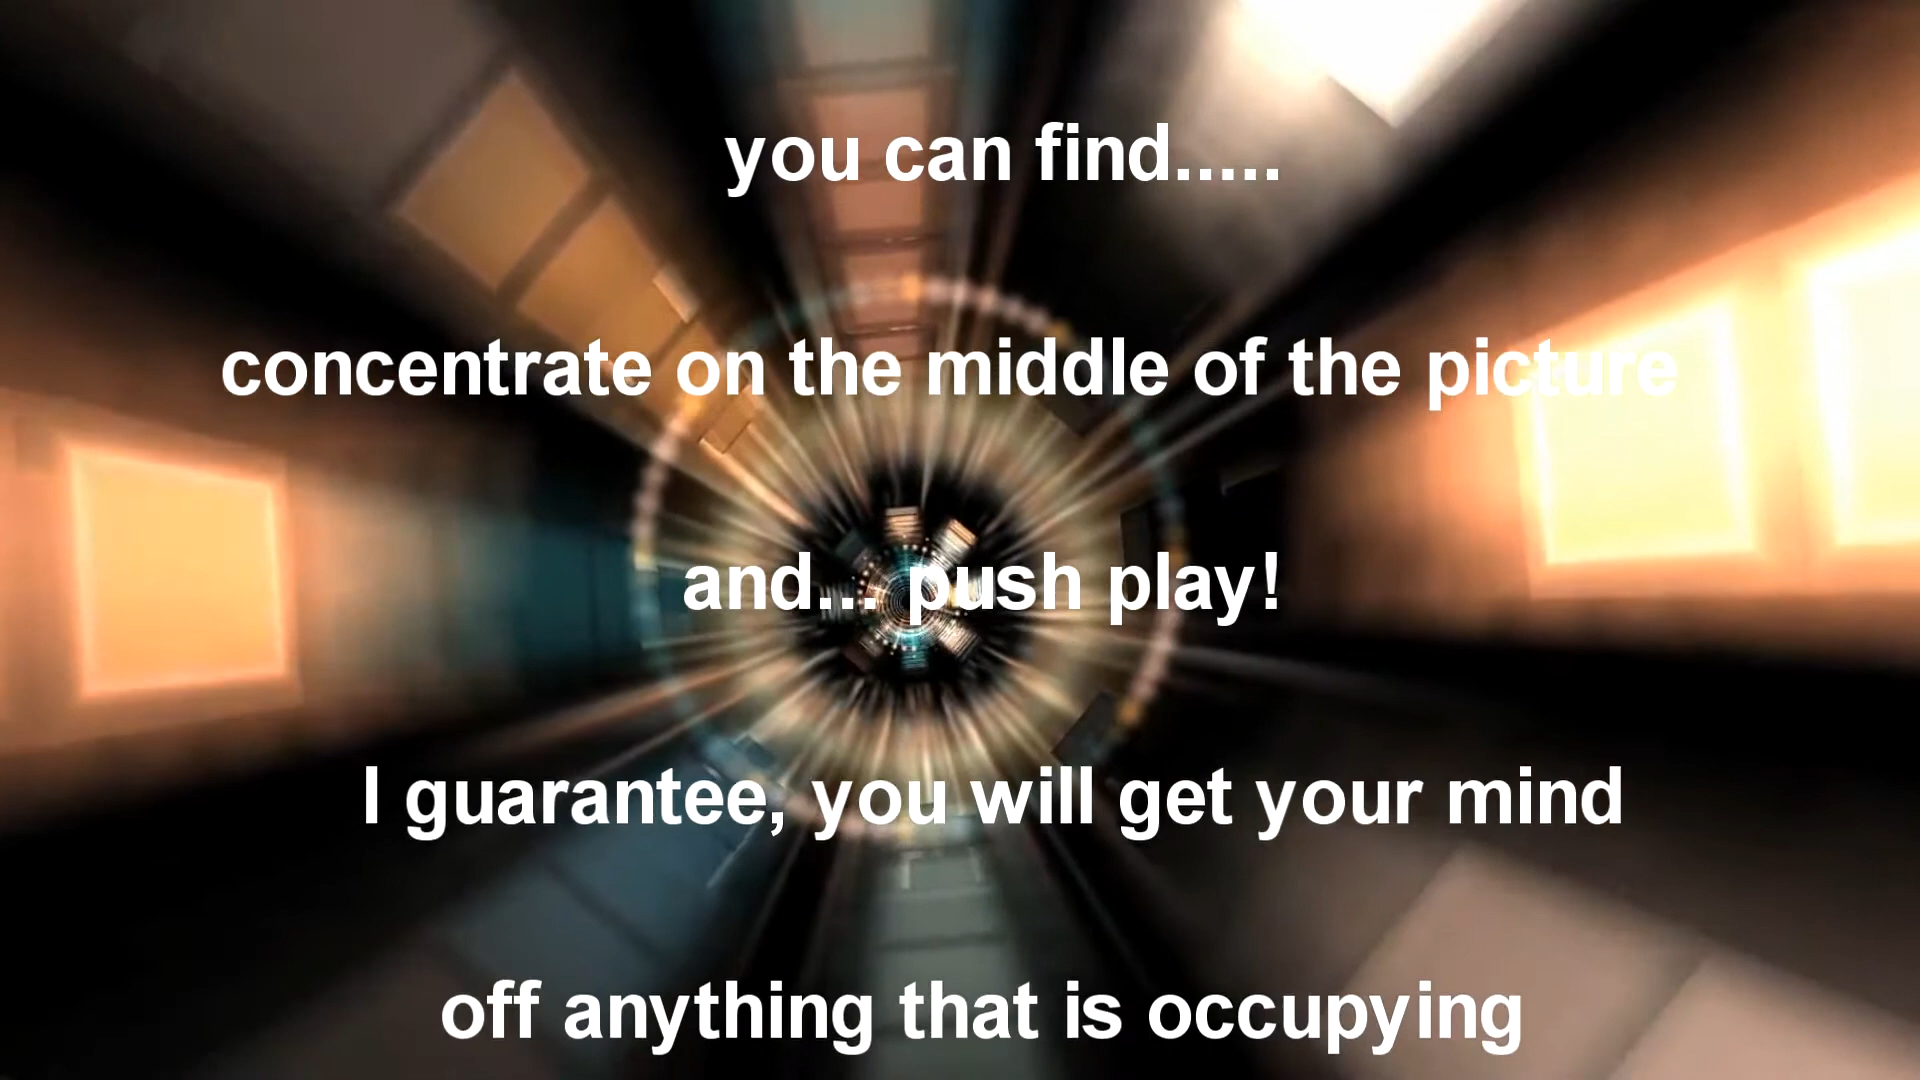 you can find.....
concentrate on the middle of the picture
and... push play!
I guarantee, you will get your mind
off anything that is occupying